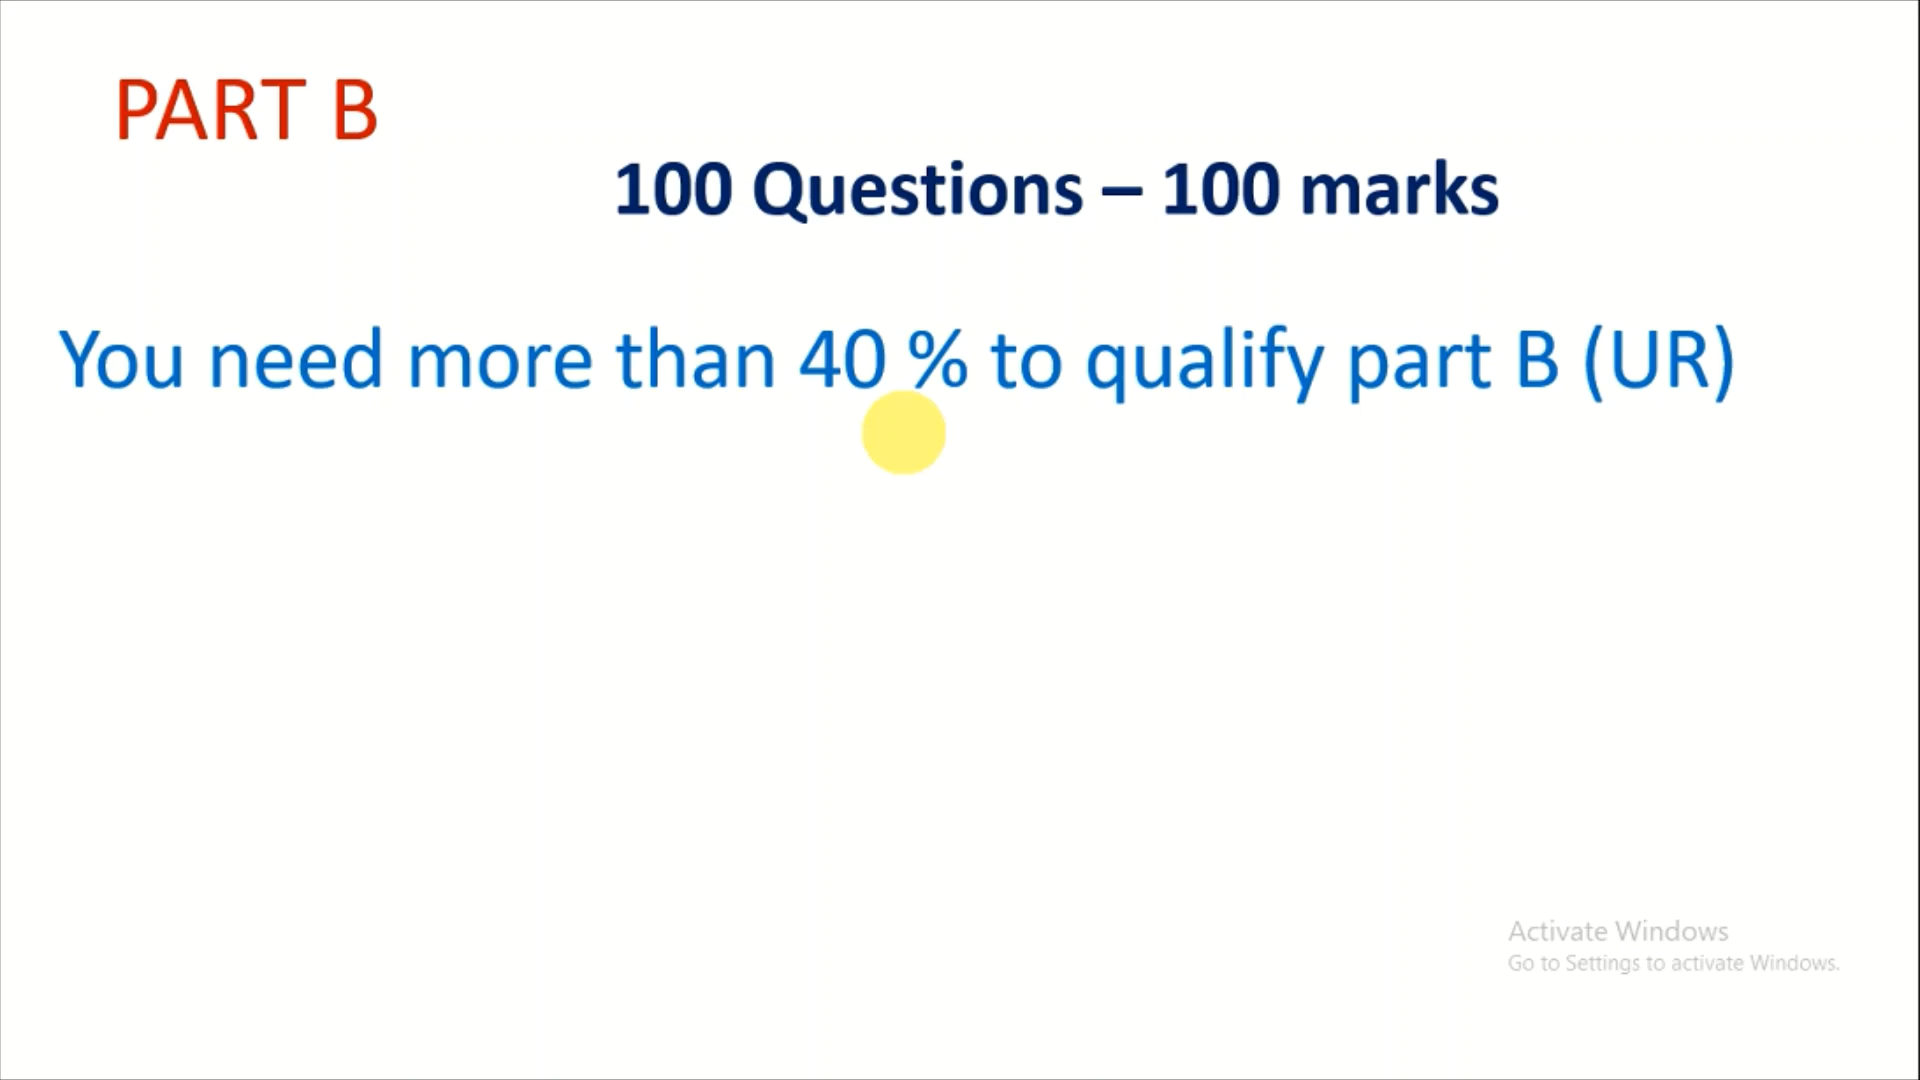 PART B
100 Questions – 100 marks
You need more than 40 % to qualify part B (UR)
Activate Windows
Go to Settings to activate Windows.